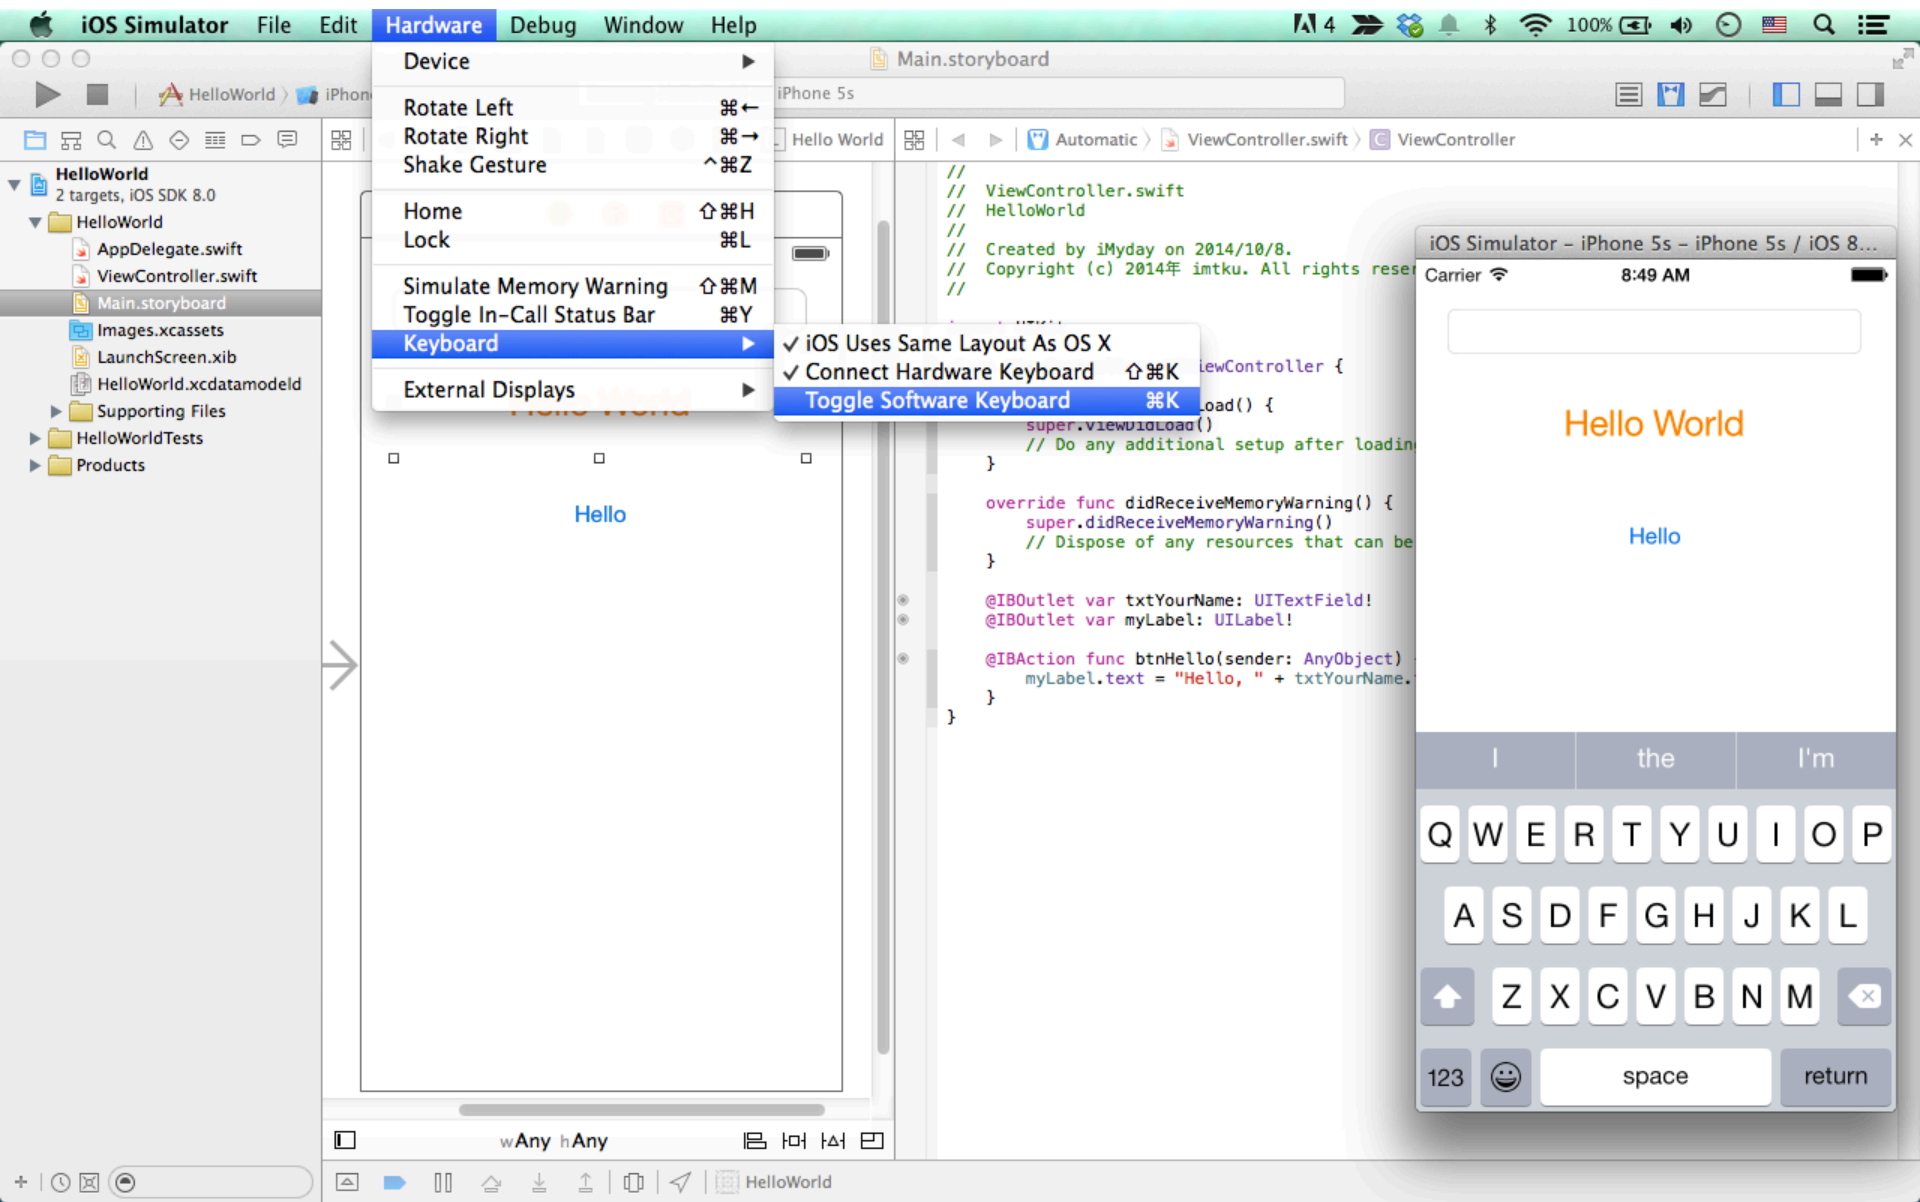 iOS Simulator File Edit Hardware Debug Window Help 4 100%
Main.storyboard
HelloWorld iPhone 5s
Hello World Automatic ViewController.swift ViewController
Device
Rotate Left ⌘←
Rotate Right ⌘→
Shake Gesture ^⌘Z
Home ⇧⌘H
Lock ⌘L
Simulate Memory Warning ⇧⌘M
Toggle In-Call Status Bar ⌘Y
Keyboard
External Displays
✓ iOS Uses Same Layout As OS X
✓ Connect Hardware Keyboard ⇧⌘K
Toggle Software Keyboard ⌘K
HelloWorld
2 targets, iOS SDK 8.0
HelloWorld
AppDelegate.swift
ViewController.swift
Main.storyboard
Images.xcassets
LaunchScreen.xib
HelloWorld.xcdatamodeld
Supporting Files
HelloWorldTests
Products
Hello World
Hello
wAny hAny
//
// ViewController.swift
// HelloWorld
//
// Created by iMyday on 2014/10/8.
// Copyright (c) 2014年 imtku. All rights reser
//
iewController {
oad() {
super.viewDidLoad()
// Do any additional setup after loadin
}
override func didReceiveMemoryWarning() {
super.didReceiveMemoryWarning()
// Dispose of any resources that can be
}
@IBOutlet var txtYourName: UITextField!
@IBOutlet var myLabel: UILabel!
@IBAction func btnHello(sender: AnyObject)
myLabel.text = "Hello, " + txtYourName.
}
}
iOS Simulator – iPhone 5s – iPhone 5s / iOS 8...
Carrier 8:49 AM
Hello World
Hello
I the I'm
Q W E R T Y U I O P
A S D F G H J K L
Z X C V B N M
123 space return
HelloWorld